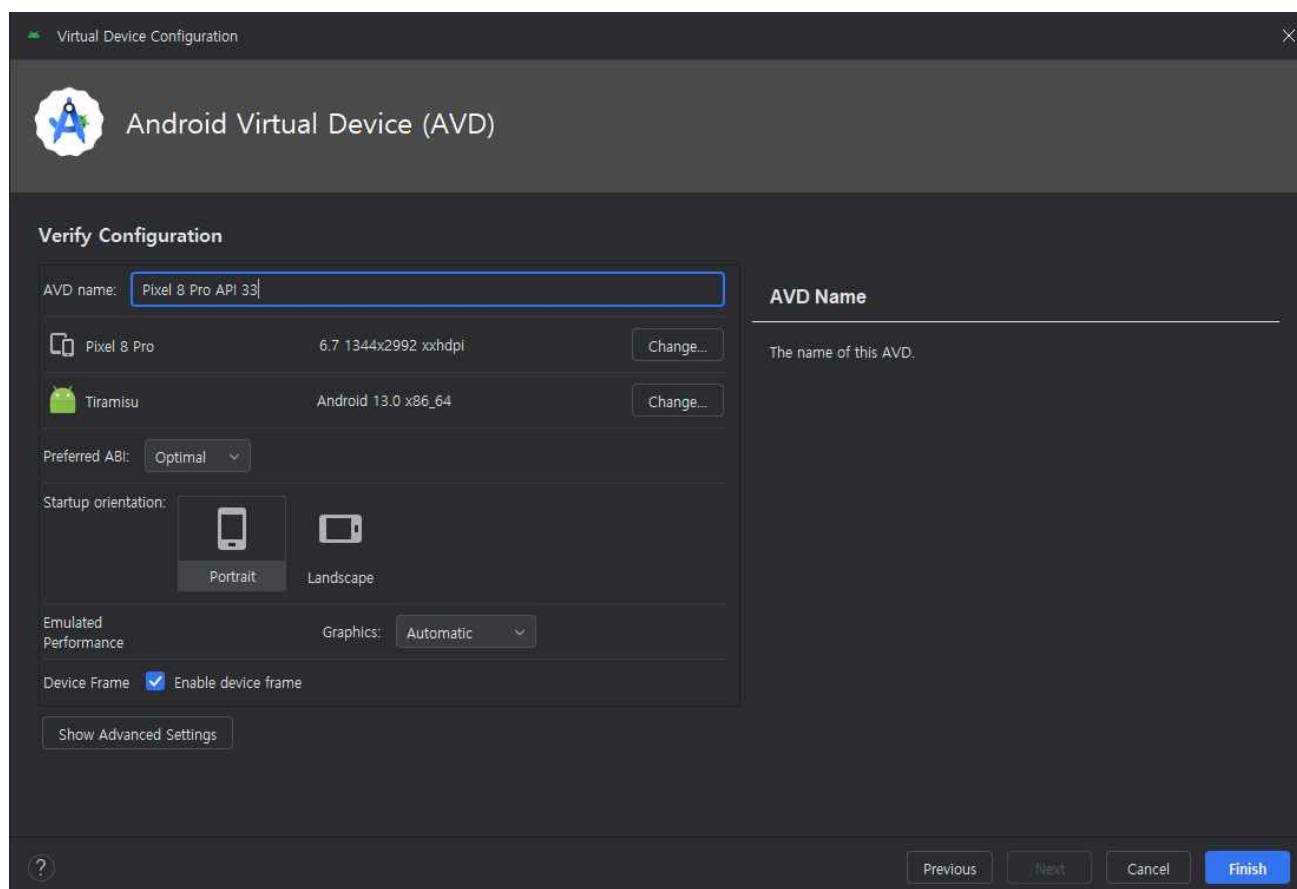 Virtual Device Configuration
Android Virtual Device (AVD)
Verify Configuration
AVD name: Pixel 8 Pro API 33
AVD Name
The name of this AVD.
Pixel 8 Pro 6.7 1344x2992 xxhdpi Change...
Tiramisu Android 13.0 x86_64 Change...
Preferred ABI: Optimal
Startup orientation:
Portrait
Landscape
Emulated
Performance
Graphics: Automatic
Device Frame Enable device frame
Show Advanced Settings
? Previous Next Cancel Finish